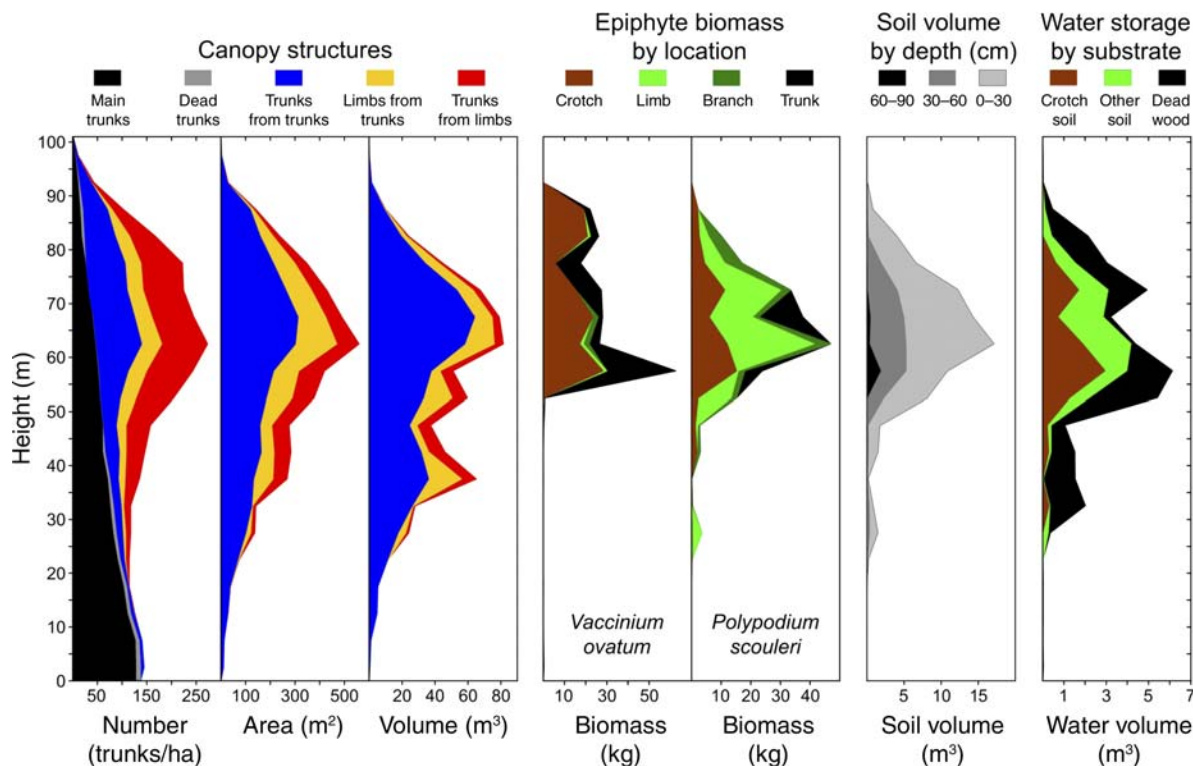 Canopy structures
Epiphyte biomass
by location
Soil volume
by depth (cm)
Water storage
by substrate
Main
trunks
Dead
trunks
Trunks
from trunks
Limbs from
trunks
Trunks
from limbs
Crotch
Limb
Branch
Trunk
60–90
30–60
0–30
Crotch
soil
Other
soil
Dead
wood
Height (m)
100
90
80
70
60
50
40
30
20
10
0
Vaccinium
ovatum
Polypodium
scouleri
50 150 250
100 300 500
20 40 60 80
10 30 50
10 20 30 40
5 10 15 20
1 3 5 7
Number
(trunks/ha)
Area (m²)
Volume (m³)
Biomass
(kg)
Biomass
(kg)
Soil volume
(m³)
Water volume
(m³)